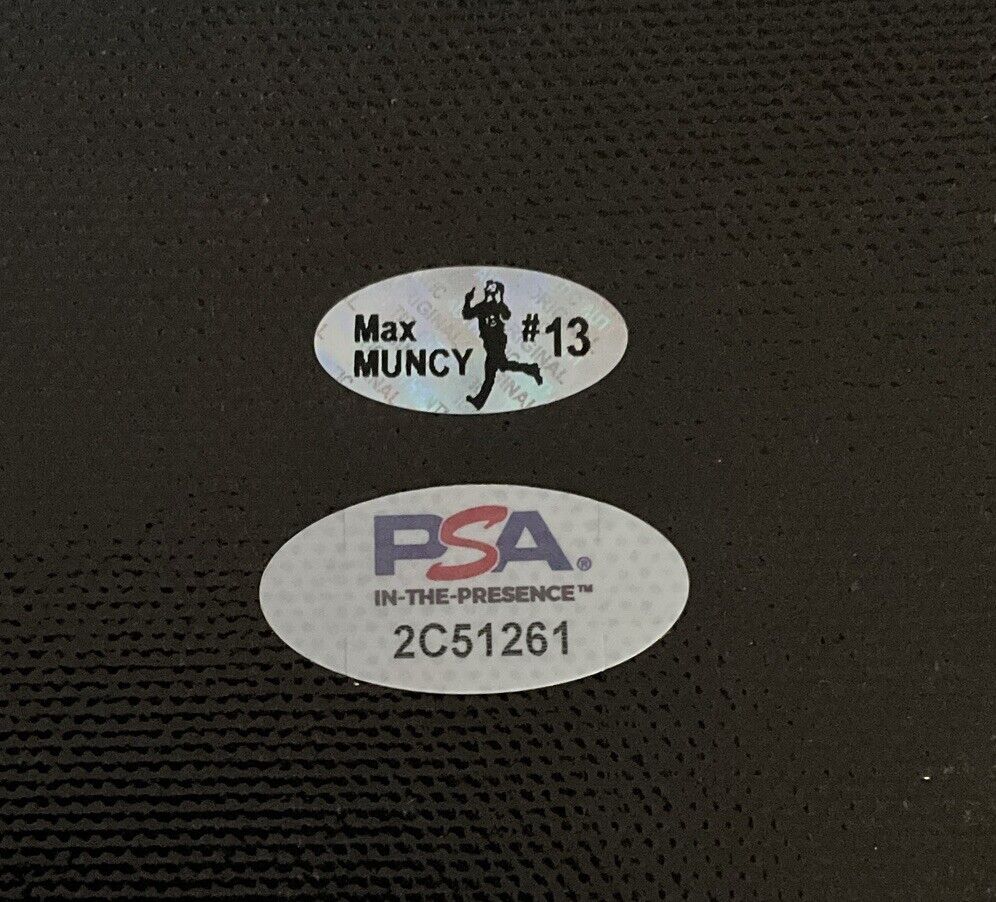 Max
MUNCY
#13
PSA®
IN-THE-PRESENCE™
2C51261